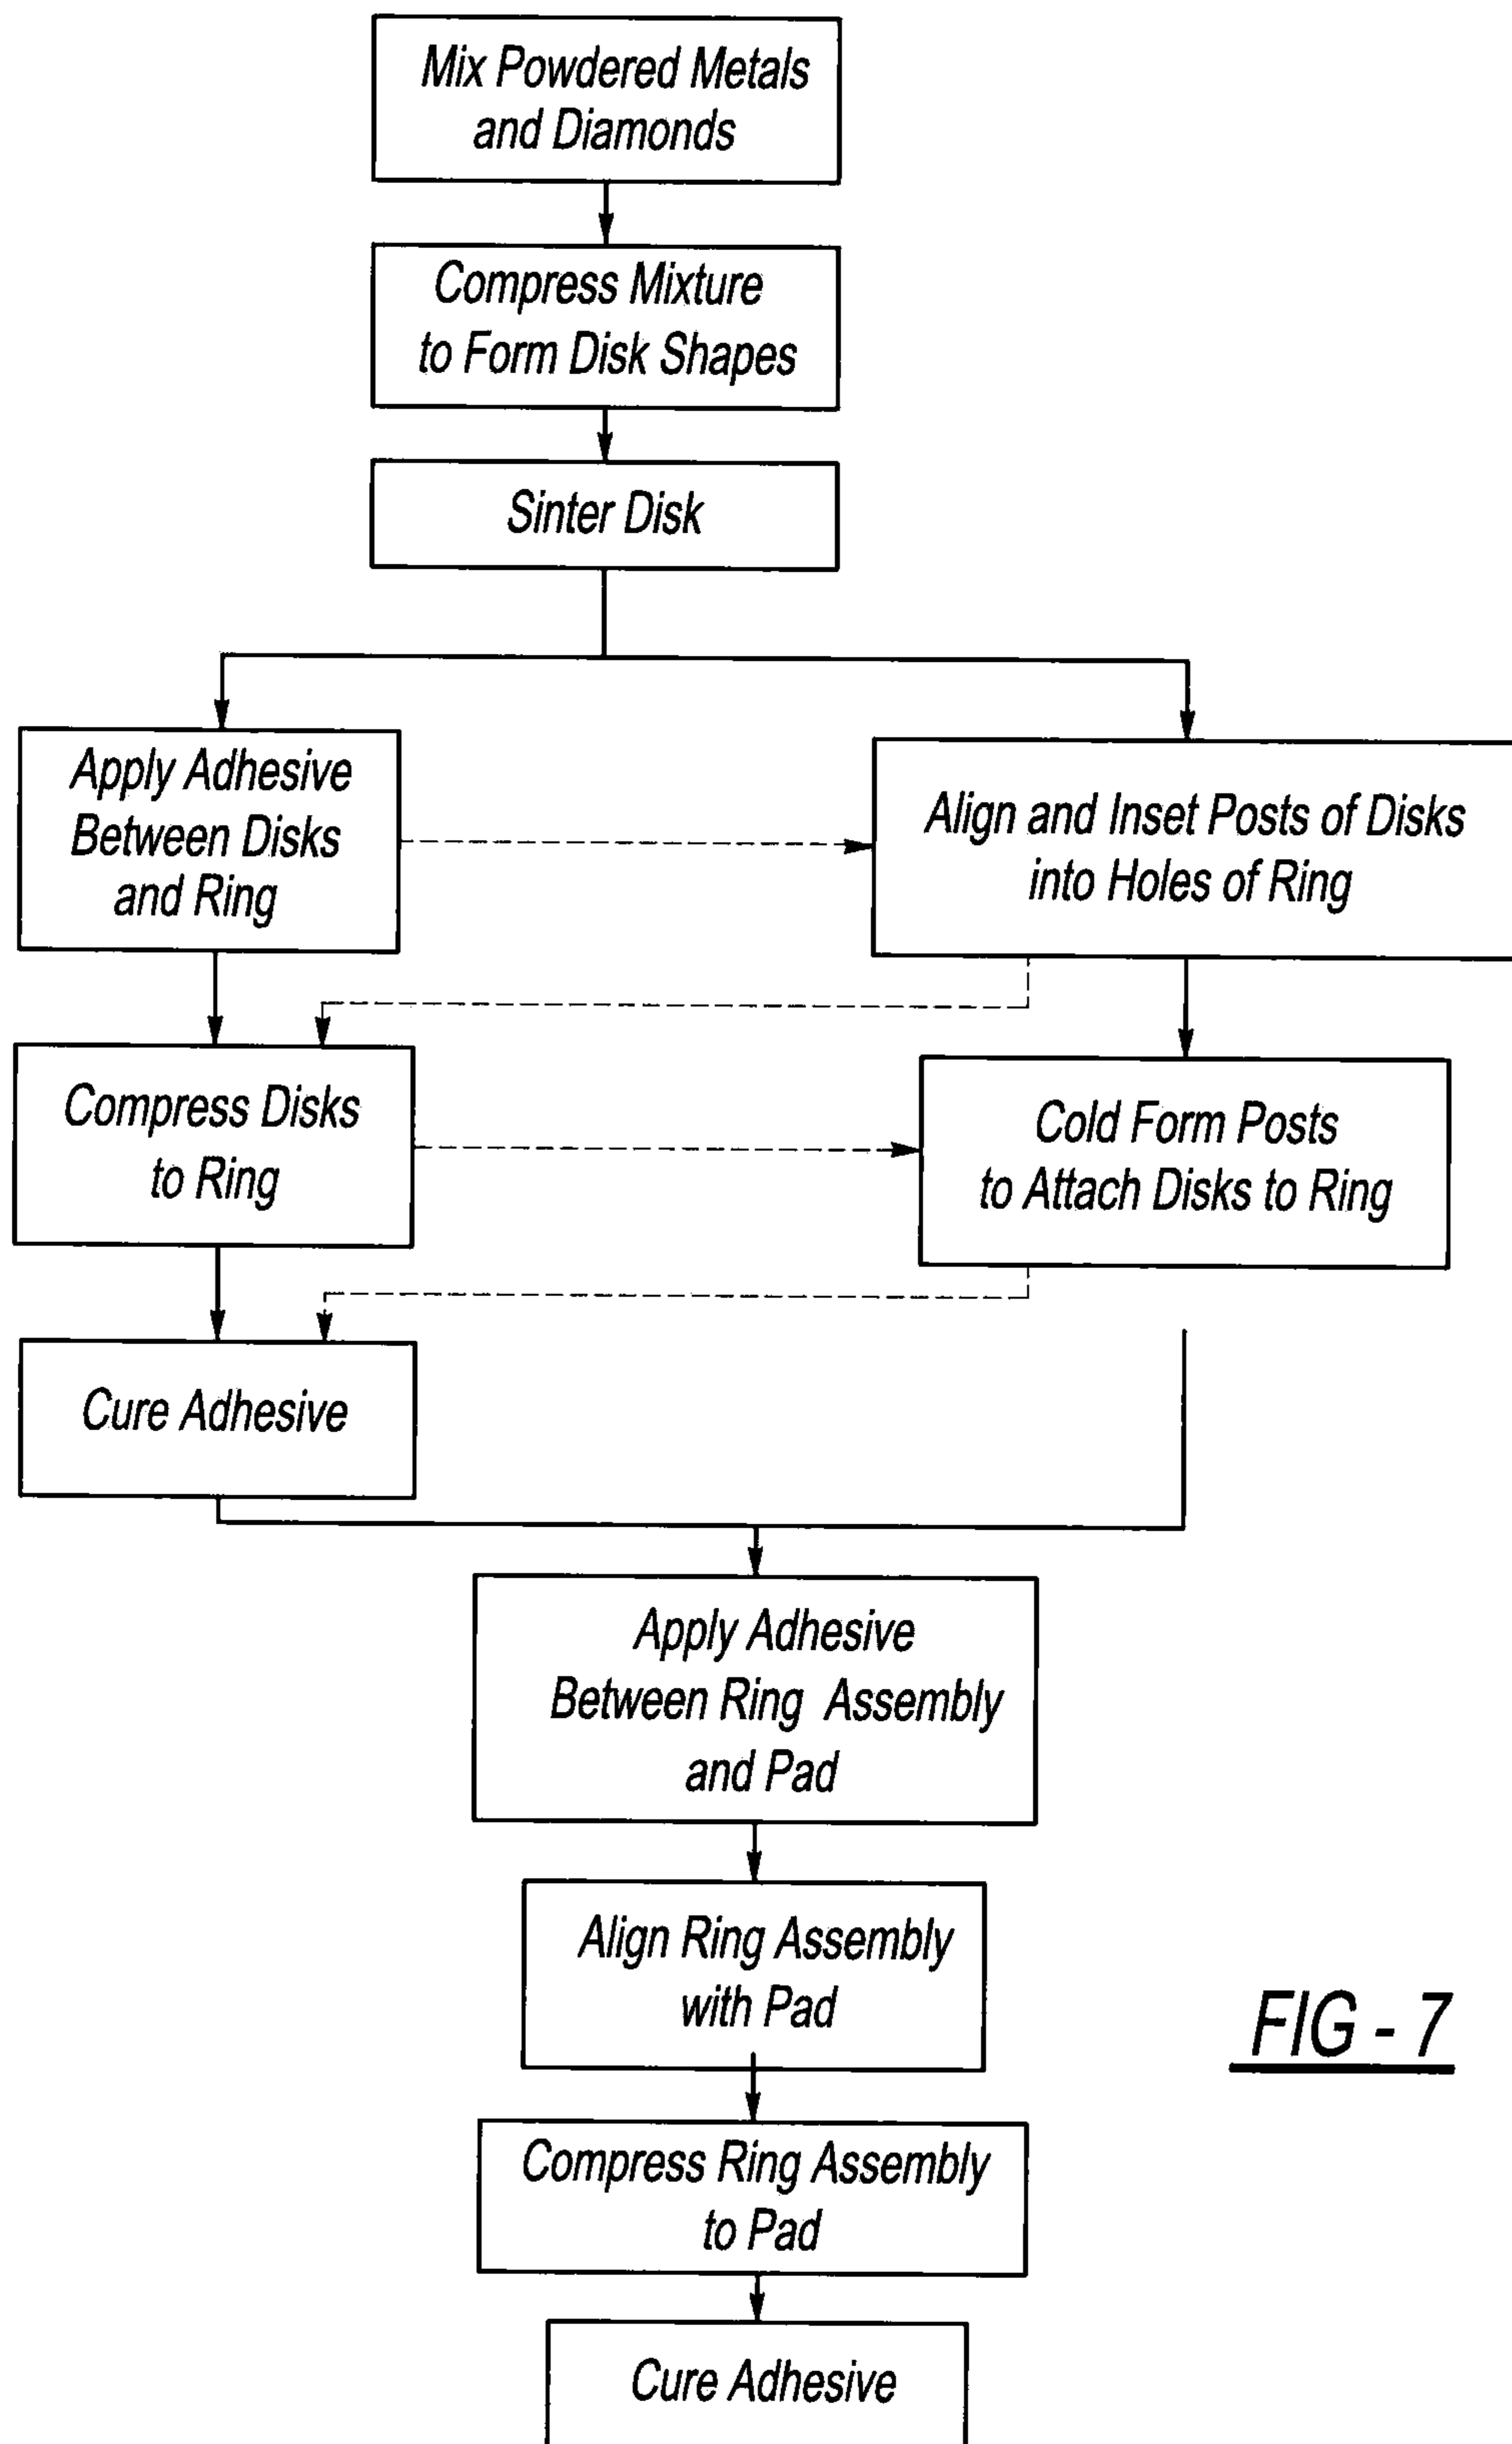 Mix Powdered Metals
and Diamonds
Compress Mixture
to Form Disk Shapes
Sinter Disk
Apply Adhesive
Between Disks
and Ring
Align and Inset Posts of Disks
into Holes of Ring
Compress Disks
to Ring
Cold Form Posts
to Attach Disks to Ring
Cure Adhesive
Apply Adhesive
Between Ring Assembly
and Pad
Align Ring Assembly
with Pad
FIG - 7
Compress Ring Assembly
to Pad
Cure Adhesive